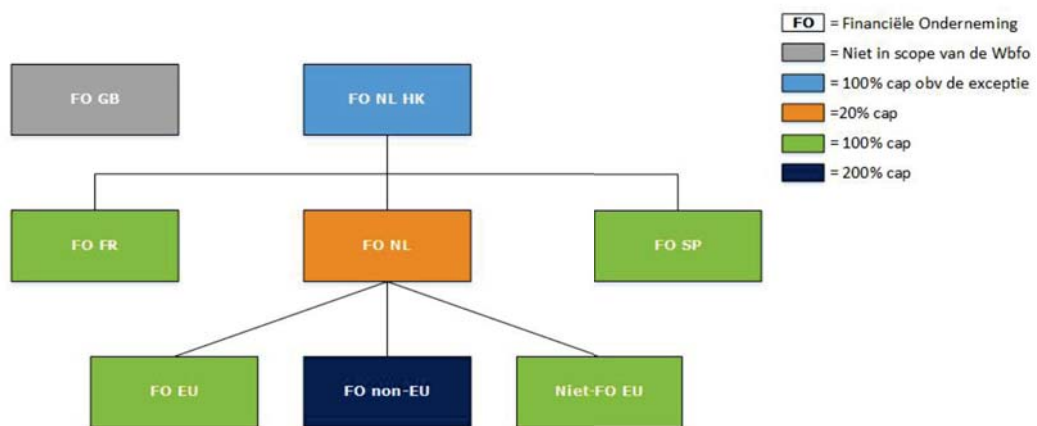 FO = Financiële Onderneming
= Niet in scope van de Wbfo
= 100% cap obv de exceptie
=20% cap
= 100% cap
= 200% cap
FO GB
FO NL HK
FO FR
FO NL
FO SP
FO EU
FO non-EU
Niet-FO EU